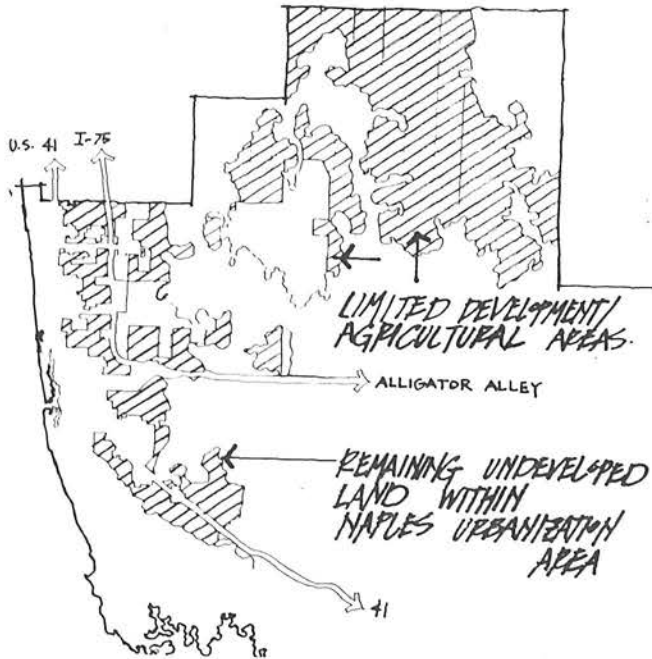 U.S. 41 I-75
LIMITED DEVELOPMENT/
AGRICULTURAL AREAS.
ALLIGATOR ALLEY
REMAINING UNDEVELOPED
LAND WITHIN
NAPLES URBANIZATION
AREA
41